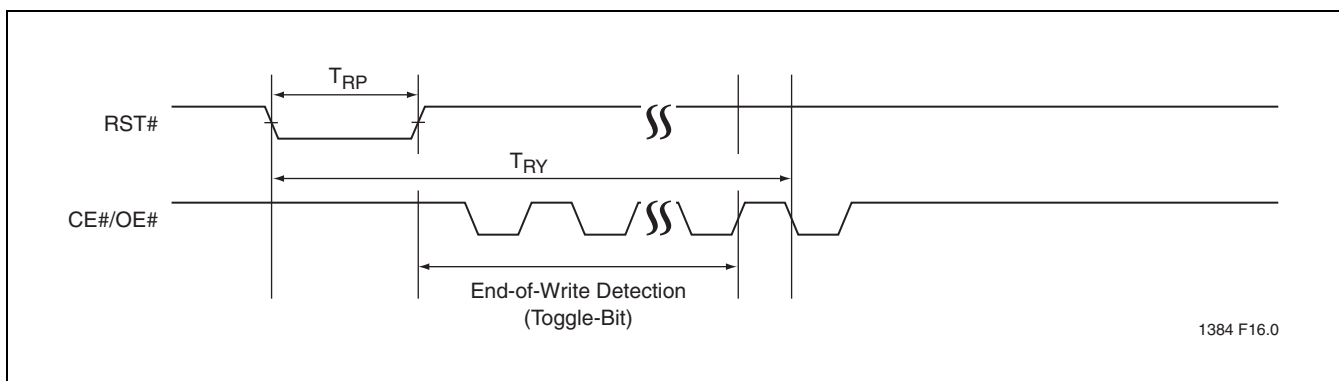 TRP
RST#
TRY
CE#/OE#
End-of-Write Detection
(Toggle-Bit)
1384 F16.0